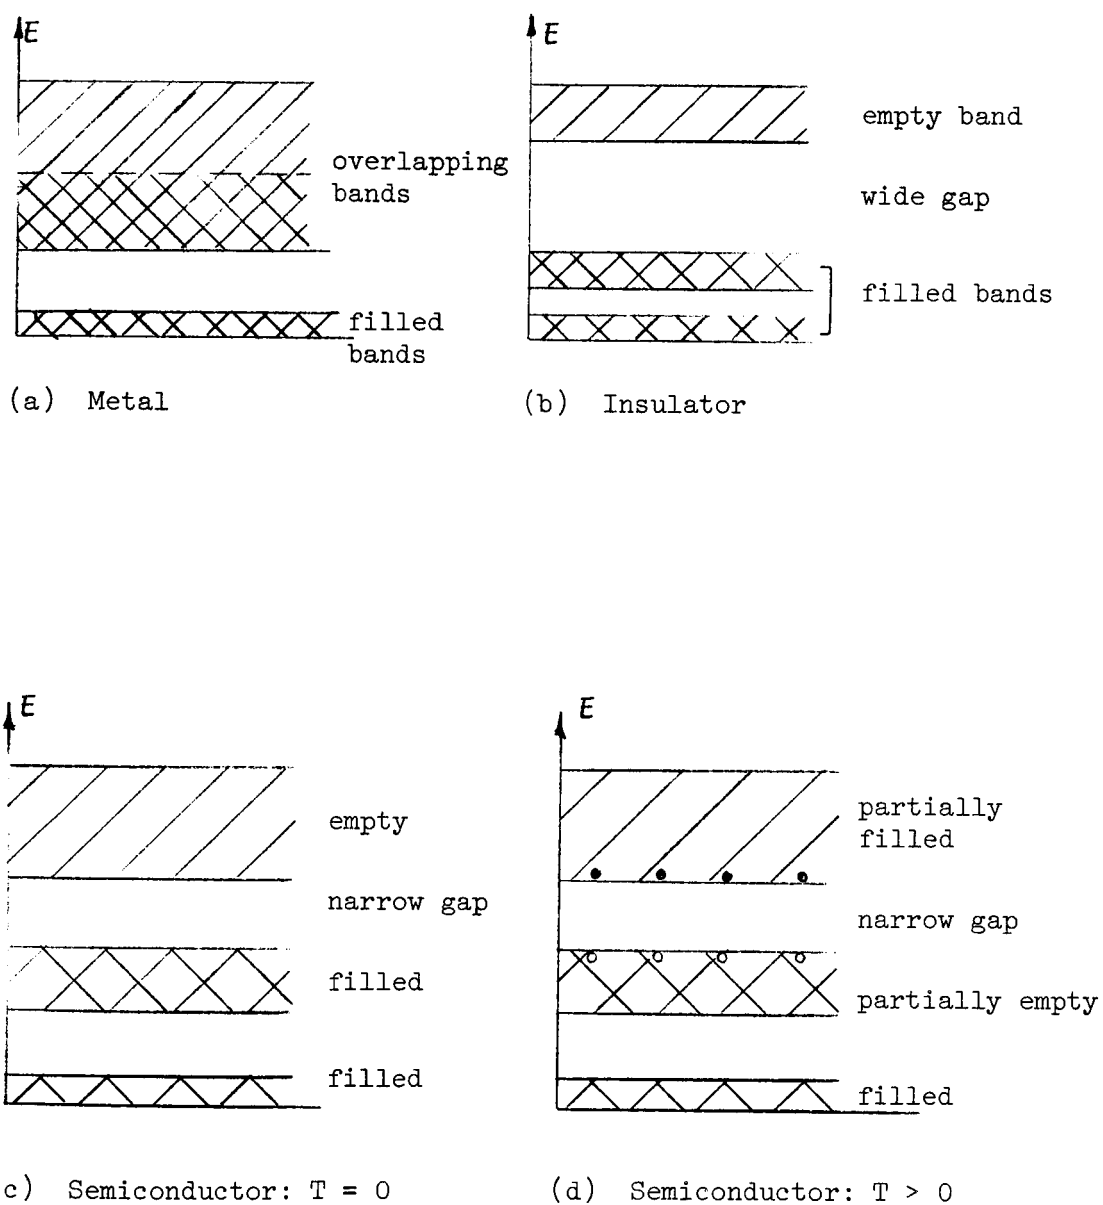 E
overlapping
bands
filled
bands
(a) Metal
E
empty band
wide gap
filled bands
(b) Insulator
E
empty
narrow gap
filled
filled
c) Semiconductor: T = 0
E
partially
filled
narrow gap
partially empty
filled
(d) Semiconductor: T > 0